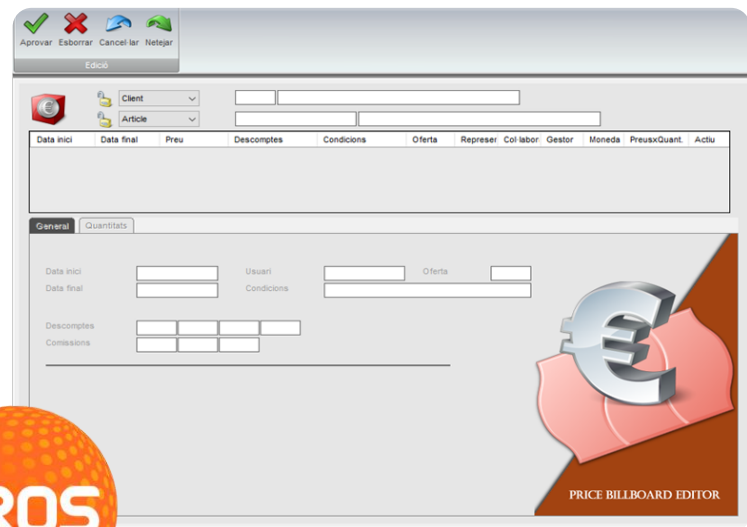 Aprovar Esborrar Cancel·lar Netejar
Edició
Client
Article
Data inici Data final Preu Descomptes Condicions Oferta Represer Col·labor Gestor Moneda PreusxQuant. Actiu
General Quantitats
Data inici Usuari Oferta
Data final Condicions
Descomptes
Comissions
PRICE BILLBOARD EDITOR
ROS